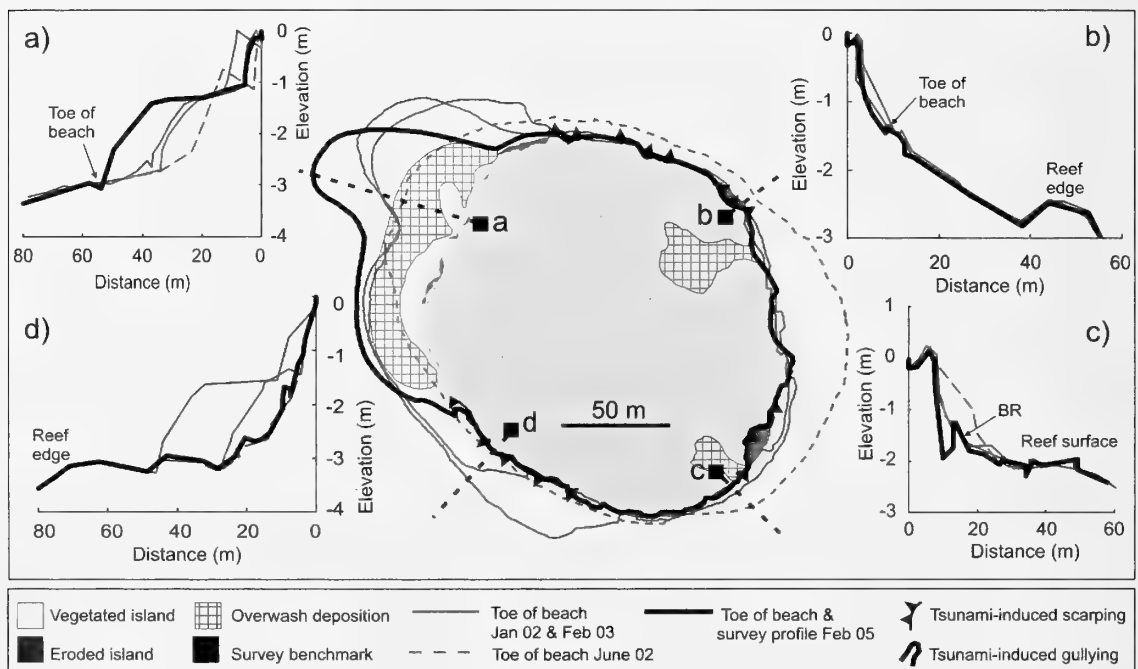 a)
0
-1
-2
-3
-4
Elevation (m)
Toe of
beach
80
60
40
20
0
Distance (m)
b)
0
-1
-2
-3
Elevation (m)
Toe of
beach
Reef
edge
0
20
40
60
Distance (m)
a
b
c
d
50 m
d)
0
-1
-2
-3
-4
Elevation (m)
Reef
edge
80
60
40
20
0
Distance (m)
c)
1
0
-1
-2
-3
Elevation (m)
BR
Reef surface
0
20
40
60
Distance (m)
Vegetated island
Overwash deposition
Toe of beach
Jan 02 & Feb 03
Toe of beach &
survey profile Feb 05
Tsunami-induced scarping
Eroded island
Survey benchmark
Toe of beach June 02
Tsunami-induced gullying